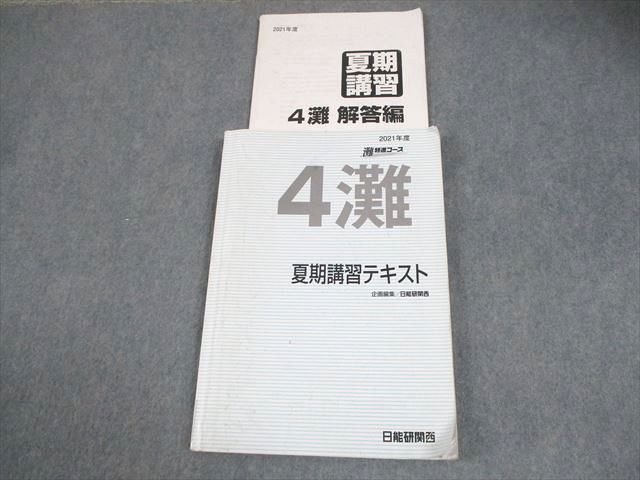 2021年度
夏期
講習
4灘 解答編
2021年度
灘特進コース
4灘
夏期講習テキスト
企画編集/日能研関西
日能研関西